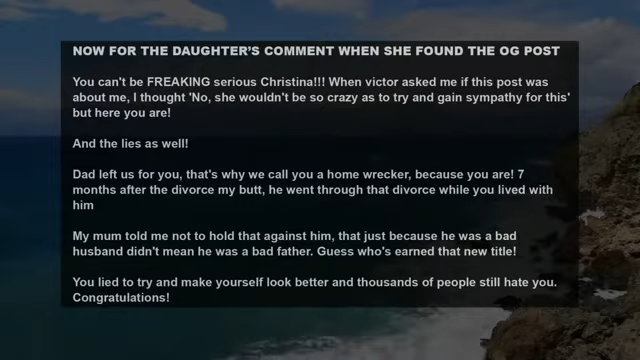 NOW FOR THE DAUGHTER’S COMMENT WHEN SHE FOUND THE OG POST
You can't be FREAKING serious Christina!!! When victor asked me if this post was
about me, I thought 'No, she wouldn't be so crazy as to try and gain sympathy for this'
but here you are!
And the lies as well!
Dad left us for you, that's why we call you a home wrecker, because you are! 7
months after the divorce my butt, he went through that divorce while you lived with
him
My mum told me not to hold that against him, that just because he was a bad
husband didn't mean he was a bad father. Guess who's earned that new title!
You lied to try and make yourself look better and thousands of people still hate you.
Congratulations!